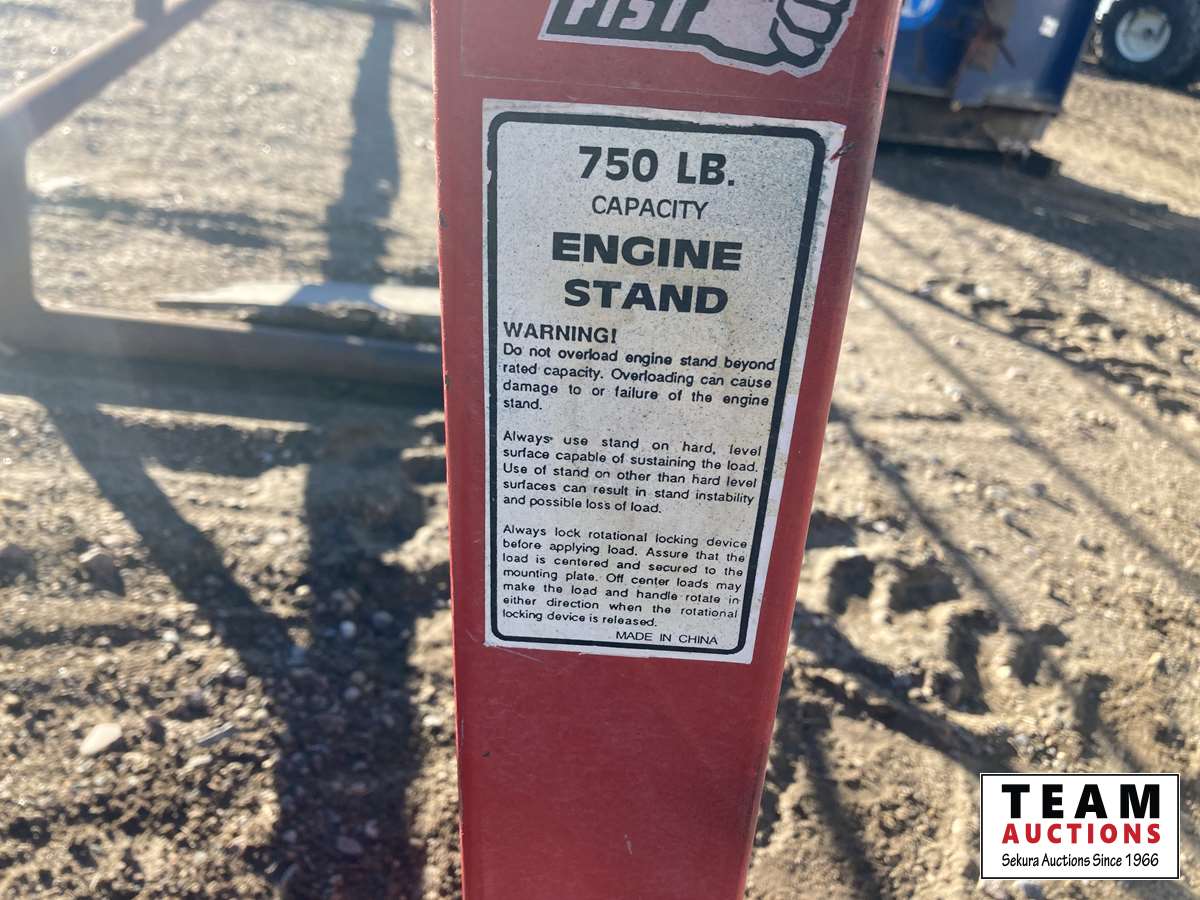 FIST
750 LB.
CAPACITY
ENGINE
STAND
WARNING!
Do not overload engine stand beyond
rated capacity. Overloading can cause
damage to or failure of the engine
stand.
Always use stand on hard, level
surface capable of sustaining the load.
Use of stand on other than hard level
surfaces can result in stand instability
and possible loss of load.
Always lock rotational locking device
before applying load. Assure that the
load is centered and secured to the
mounting plate. Off center loads may
make the load and handle rotate in
either direction when the rotational
locking device is released.
MADE IN CHINA
TEAM
AUCTIONS
Sekura Auctions Since 1966